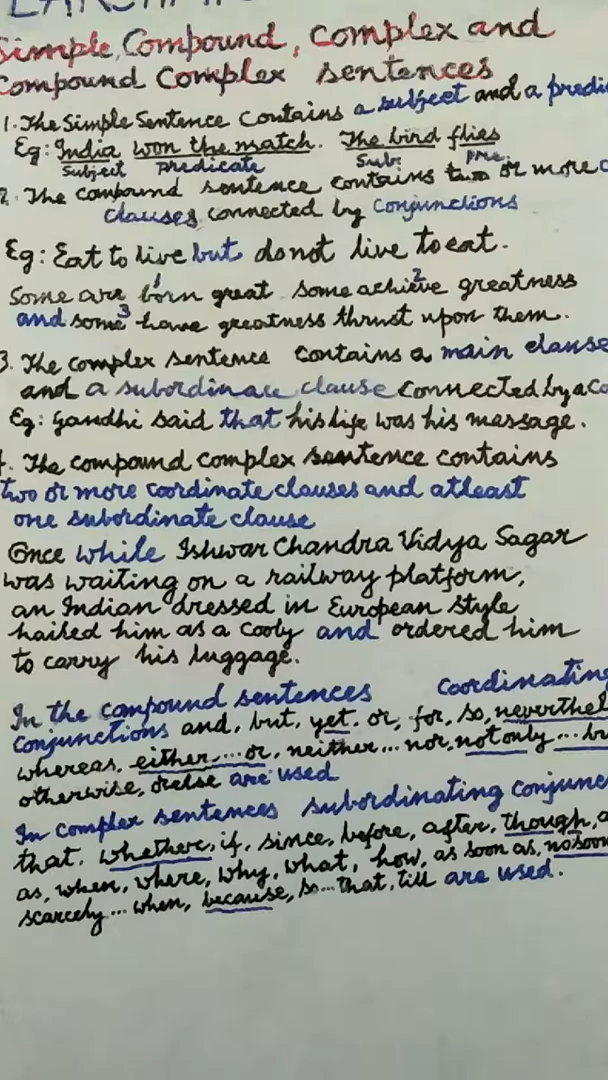 Simple, Compound, Complex and
Compound Complex sentences
1. The Simple Sentence contains a subject and a predi
Eg: India won the match. The bird flies
Subject Predicate Sub: Pre
2. The compound sentence contains two or more c
clauses connected by Conjunctions
Eg: Eat to live but do not live to eat.
Some are born great some achieve greatness
1 2
and some have greatness thrust upon them.
3
3. The complex sentence contains a main clause
and a subordinate clause connected by a co
Eg: Gandhi said that his life was his message.
4. The compound complex sentence contains
two or more coordinate clauses and atleast
one subordinate clause
Once while Ishwar Chandra Vidya Sagar
was waiting on a railway platform,
an Indian dressed in European Style
hailed him as a Cooly and ordered him
to carry his luggage.
In the compound sentences coordinating
Conjunctions and, but, yet, or, for, so, neverthel
whereas, either....or, neither... nor, not only ... bu
otherwise, orelse are used
In complex sentences subordinating conjunc
that, whether, if, since, before, after, though, a
as, when, where, why, what, how, as soon as, nosoon
scarcely... when, because, so...that, till are used.